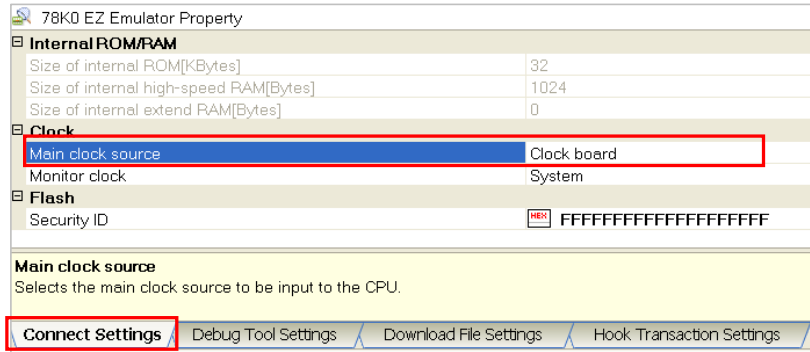 78K0 EZ Emulator Property
Internal ROM/RAM
Size of internal ROM[KBytes] 32
Size of internal high-speed RAM[Bytes] 1024
Size of internal extend RAM[Bytes] 0
Clock
Main clock source Clock board
Monitor clock System
Flash
Security ID HEX FFFFFFFFFFFFFFFFFFFF
Main clock source
Selects the main clock source to be input to the CPU.
Connect Settings Debug Tool Settings Download File Settings Hook Transaction Settings